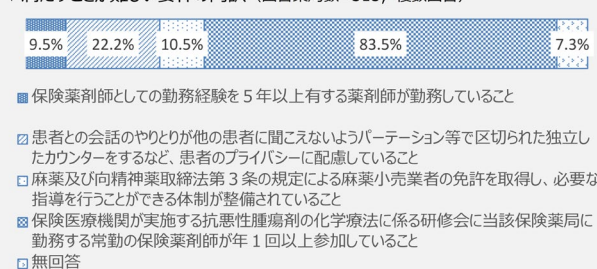 9.5% 22.2% 10.5% 83.5% 7.3%
保険薬剤師としての勤務経験を5年以上有する薬剤師が勤務していること
患者との会話のやりとりが他の患者に聞こえないようパーテーション等で区切られた独立し
たカウンターをするなど、患者のプライバシーに配慮していること
麻薬及び向精神薬取締法第3条の規定による麻薬小売業者の免許を取得し、必要な
指導を行うことができる体制が整備されていること
保険医療機関が実施する抗悪性腫瘍剤の化学療法に係る研修会に当該保険薬局に
勤務する常勤の保険薬剤師が年1回以上参加していること
無回答